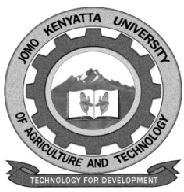 JOMO KENYATTA UNIVERSITY
OF AGRICULTURE AND TECHNOLOGY
TECHNOLOGY FOR DEVELOPMENT